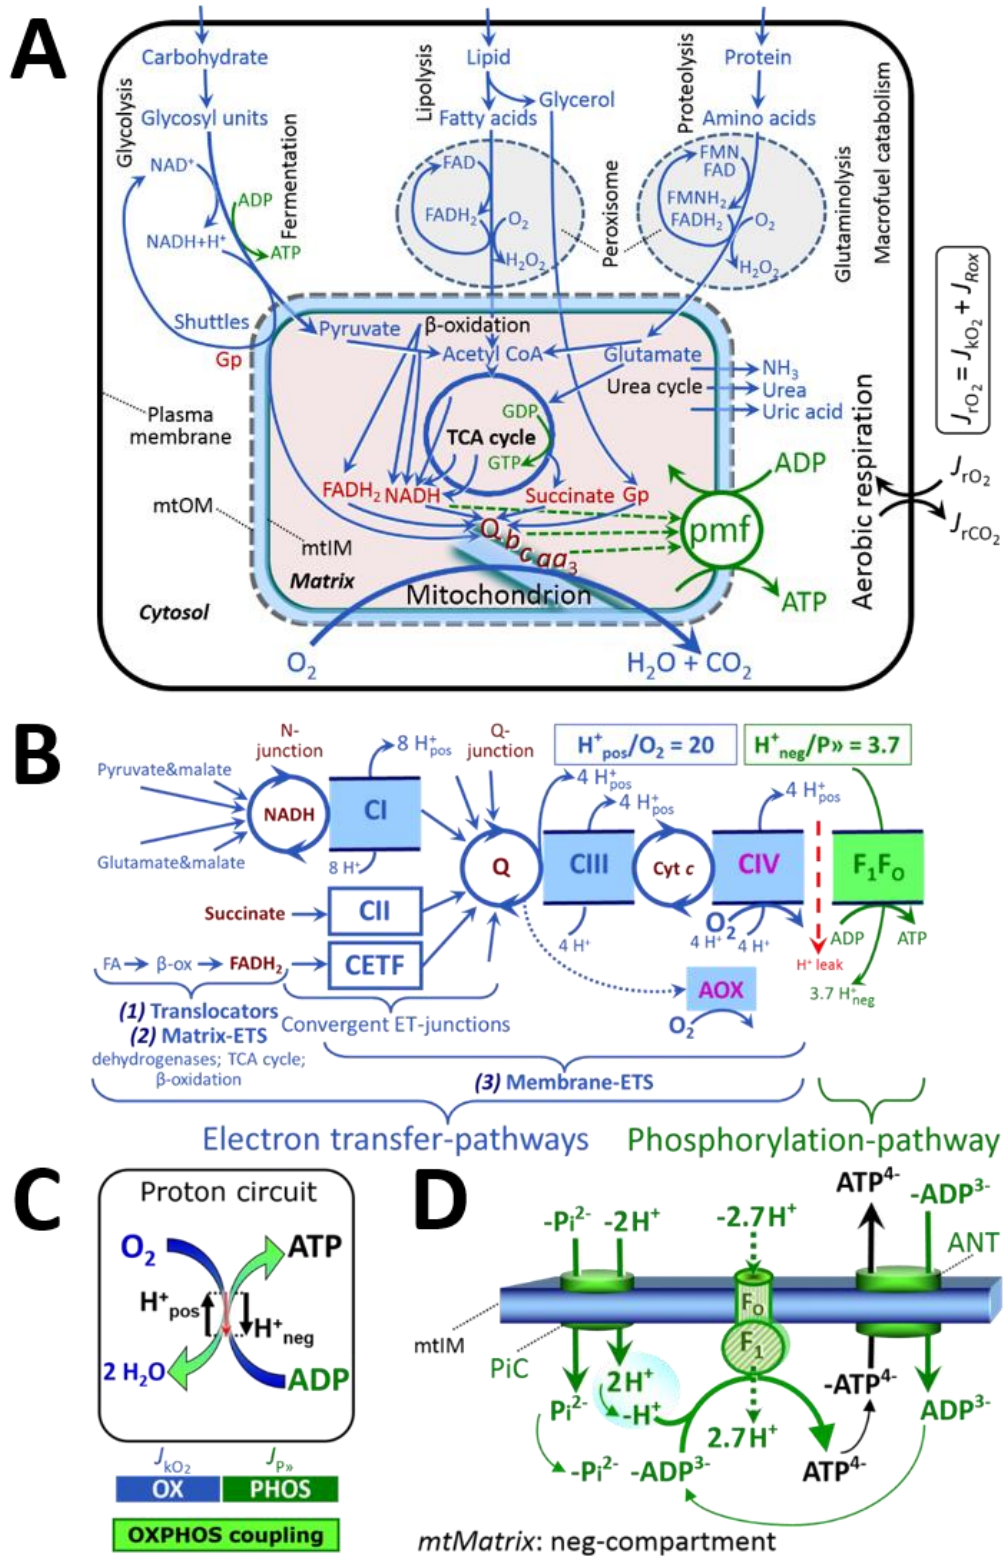 A
Carbohydrate
Lipid
Protein
Glycolysis
Lipolysis
Proteolysis
Glycerol
Glycosyl units
Fatty acids
Amino acids
Fermentation
Macrofuel catabolism
NAD⁺
FAD
FMN
FAD
ADP
FADH₂
O₂
FMNH₂
FADH₂
O₂
NADH+H⁺
ATP
H₂O₂
H₂O₂
Peroxisome
Glutaminolysis
Shuttles
Gp
Pyruvate
β-oxidation
Acetyl CoA
Glutamate
NH₃
Urea cycle
Urea
Uric acid
J_rO₂ = J_kO₂ + J_Rox
Plasma
membrane
GDP
TCA cycle
GTP
ADP
Aerobic respiration
J_rO₂
J_rCO₂
FADH₂
NADH
Succinate
Gp
mtOM
Q b c aa₃
pmf
mtIM
Matrix
Mitochondrion
ATP
Cytosol
O₂
H₂O + CO₂
B
N-
junction
8 H⁺pos
Q-
junction
H⁺pos/O₂ = 20
H⁺neg/P» = 3.7
Pyruvate&malate
4 H⁺pos
4 H⁺pos
4 H⁺pos
NADH
CI
Q
CIII
Cyt c
CIV
F₁Fₒ
Glutamate&malate
8 H⁺
Succinate
CII
4 H⁺
O₂
4 H⁺
4 H⁺
ADP
ATP
FA
β-ox
FADH₂
CETF
H⁺ leak
3.7 H⁺neg
AOX
O₂
(1) Translocators
(2) Matrix-ETS
dehydrogenases; TCA cycle;
β-oxidation
Convergent ET-junctions
(3) Membrane-ETS
Electron transfer-pathways
Phosphorylation-pathway
C
Proton circuit
O₂
ATP
H⁺pos
H⁺neg
2 H₂O
ADP
J_kO₂
J_P»
OX
PHOS
OXPHOS coupling
D
-Pi²⁻
-2H⁺
-2.7H⁺
ATP⁴⁻
-ADP³⁻
ANT
Fₒ
F₁
mtIM
PiC
2H⁺
-H⁺
Pi²⁻
2.7H⁺
-ATP⁴⁻
ADP³⁻
-Pi²⁻
-ADP³⁻
ATP⁴⁻
mtMatrix: neg-compartment